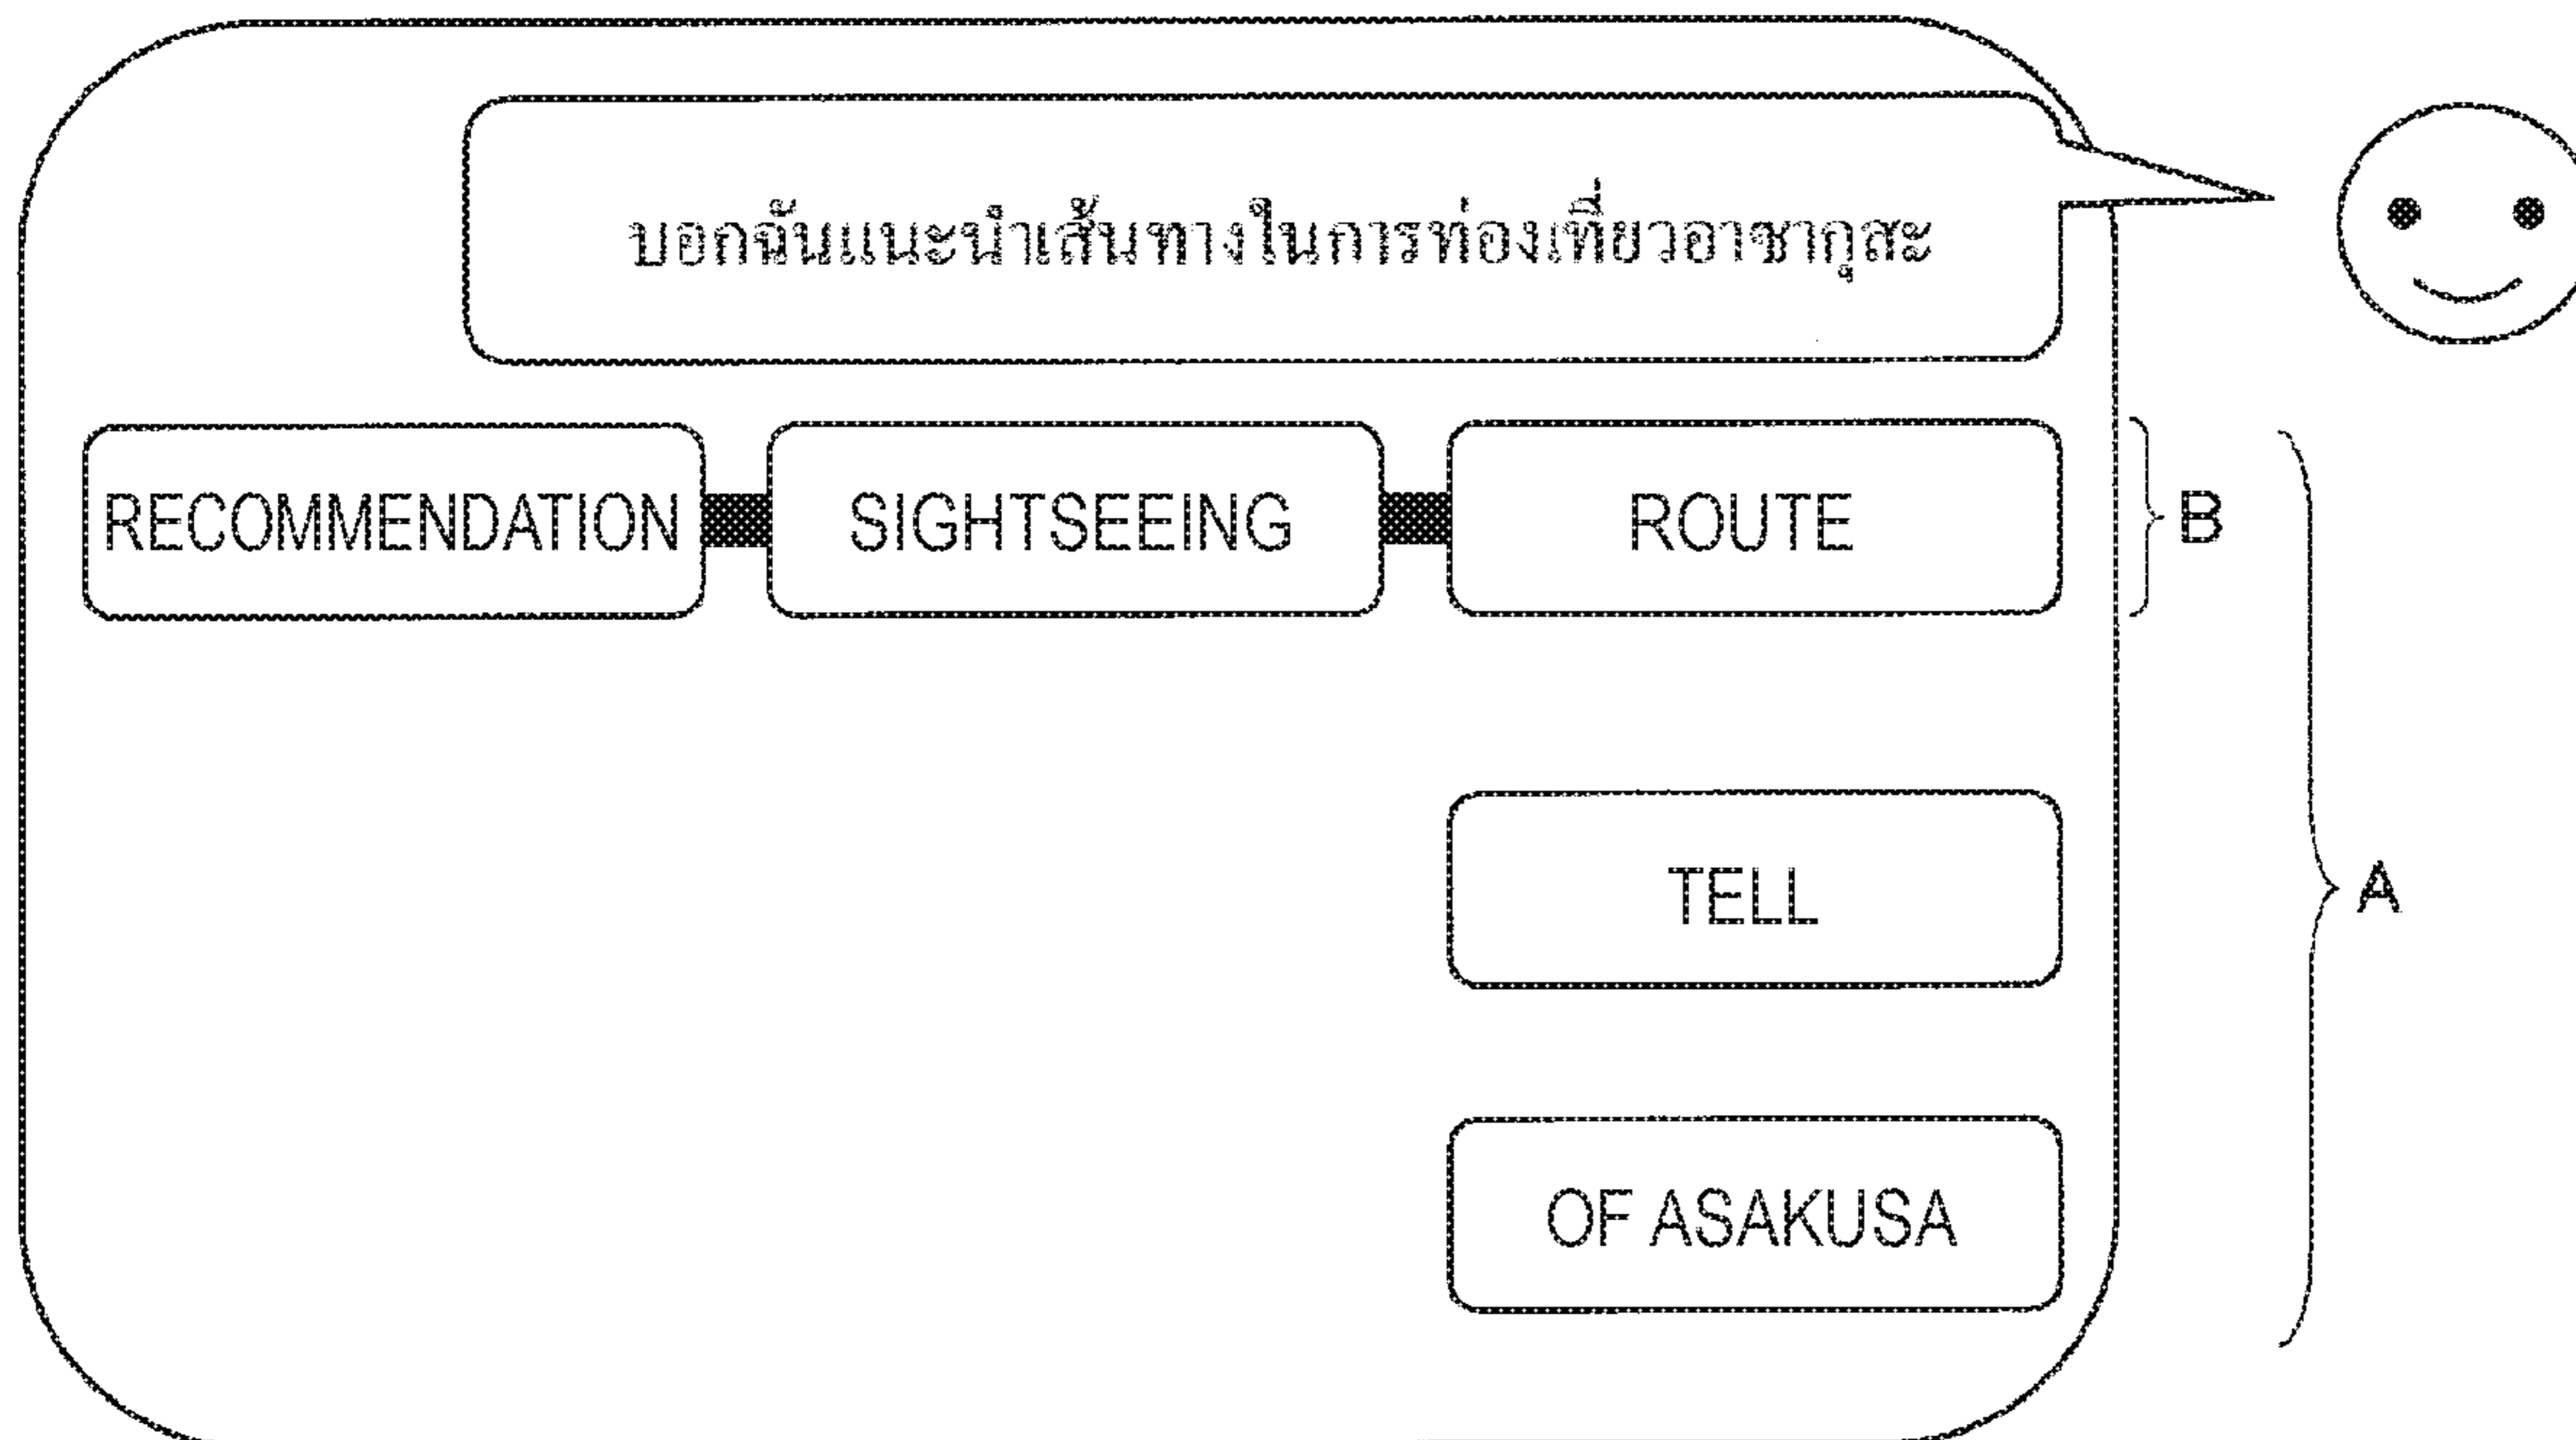 บอกฉันแนะนำเส้นทางในการท่องเที่ยวอาซากุสะ
RECOMMENDATION SIGHTSEEING ROUTE B
TELL
A
OF ASAKUSA